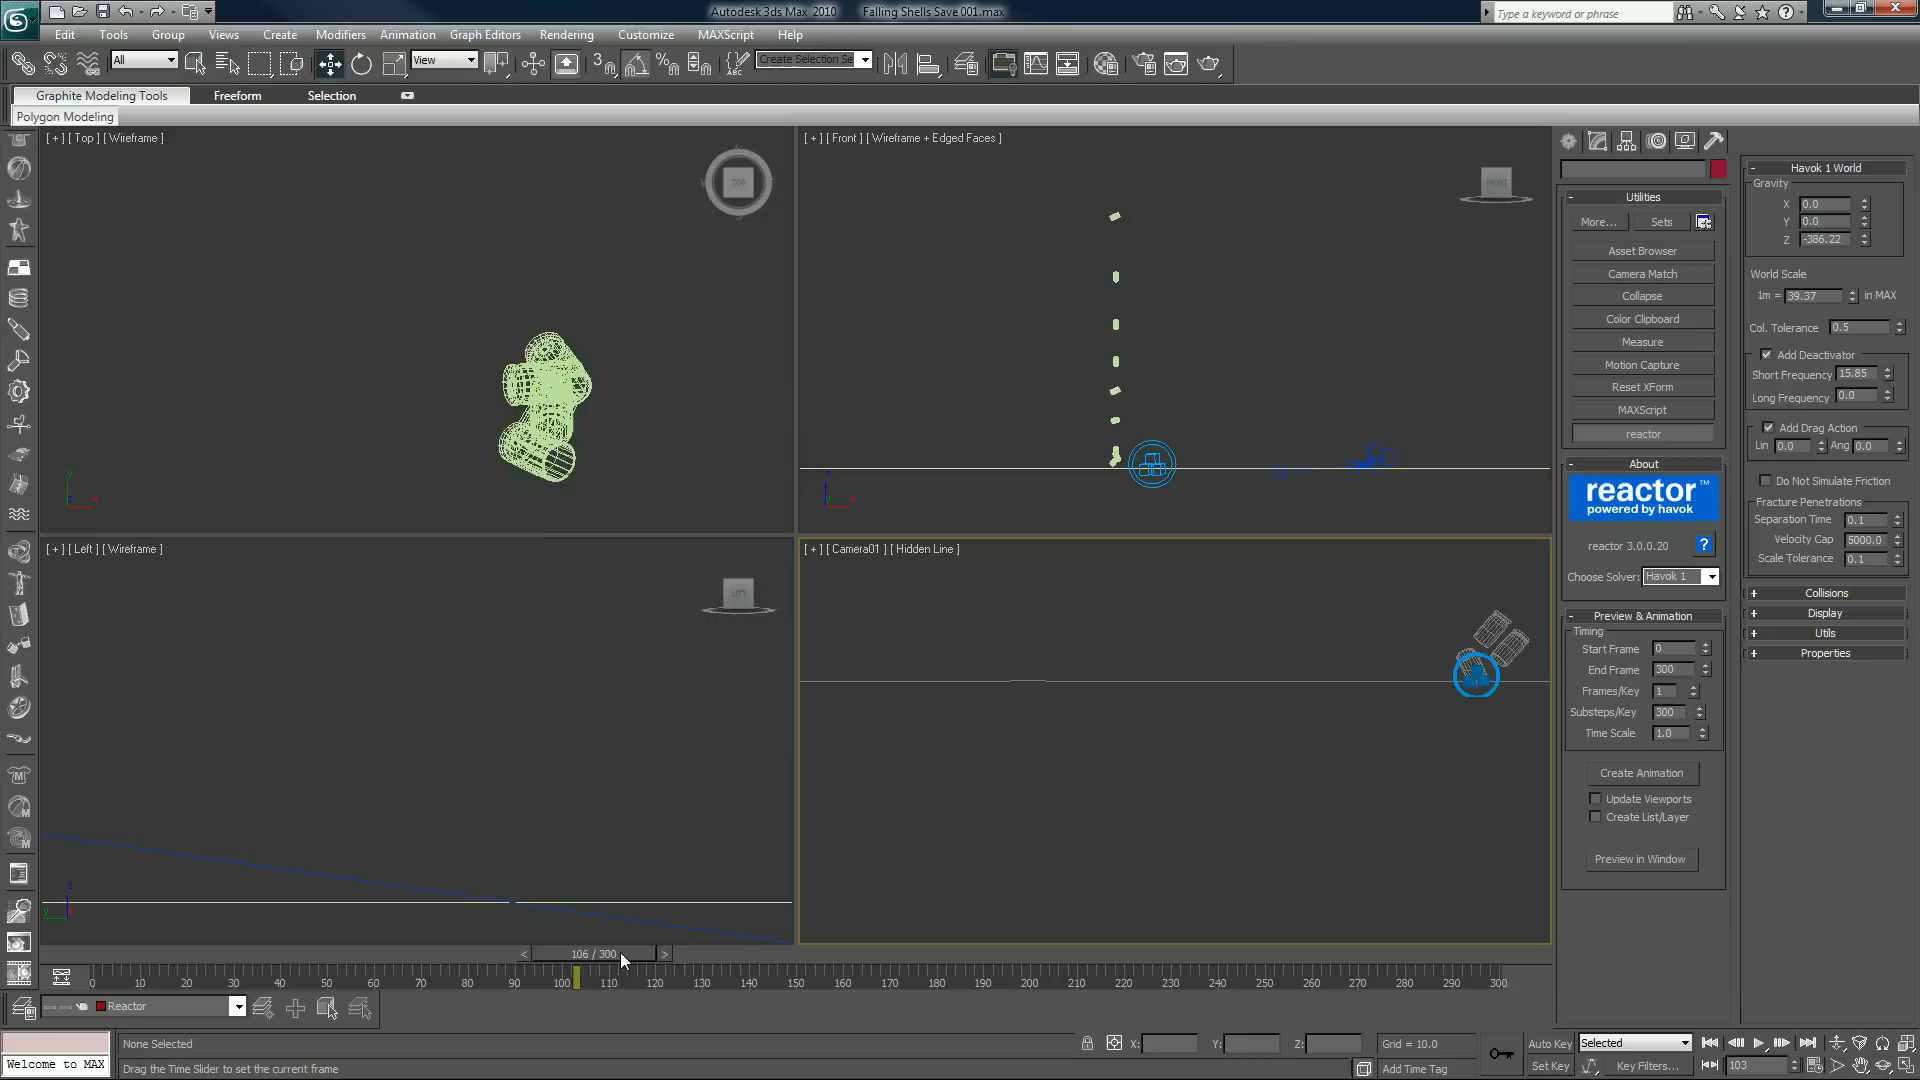 Autodesk 3ds Max 2010 Falling Shells Save 001.max
Type a keyword or phrase
Edit Tools Group Views Create Modifiers Animation Graph Editors Rendering Customize MAXScript Help
All View Create Selection Se
Graphite Modeling Tools Freeform Selection
Polygon Modeling
[ + ] [ Top ] [ Wireframe ]
TOP
[ + ] [ Front ] [ Wireframe + Edged Faces ]
FRONT
[ + ] [ Left ] [ Wireframe ]
LEFT
[ + ] [ Camera01 ] [ Hidden Line ]
Utilities
More... Sets
Asset Browser
Camera Match
Collapse
Color Clipboard
Measure
Motion Capture
Reset XForm
MAXScript
reactor
About
reactor™
powered by havok
reactor 3.0.0.20 ?
Choose Solver: Havok 1
Preview & Animation
Timing
Start Frame 0
End Frame 300
Frames/Key 1
Substeps/Key 300
Time Scale 1.0
Create Animation
Update Viewports
Create List/Layer
Preview in Window
Havok 1 World
Gravity
X 0.0
Y 0.0
Z -386.22
World Scale
1m = 39.37 in MAX
Col. Tolerance 0.5
Add Deactivator
Short Frequency 15.85
Long Frequency 0.0
Add Drag Action
Lin 0.0 Ang 0.0
Do Not Simulate Friction
Fracture Penetrations
Separation Time 0.1
Velocity Cap 5000.0
Scale Tolerance 0.1
Collisions
Display
Utils
Properties
< 106 / 300 >
0 10 20 30 40 50 60 70 80 90 100 110 120 130 140 150 160 170 180 190 200 210 220 230 240 250 260 270 280 290 300
Reactor
None Selected X: Y: Z: Grid = 10.0 Auto Key Selected
Welcome to MAX Drag the Time Slider to set the current frame Add Time Tag Set Key Key Filters... 103